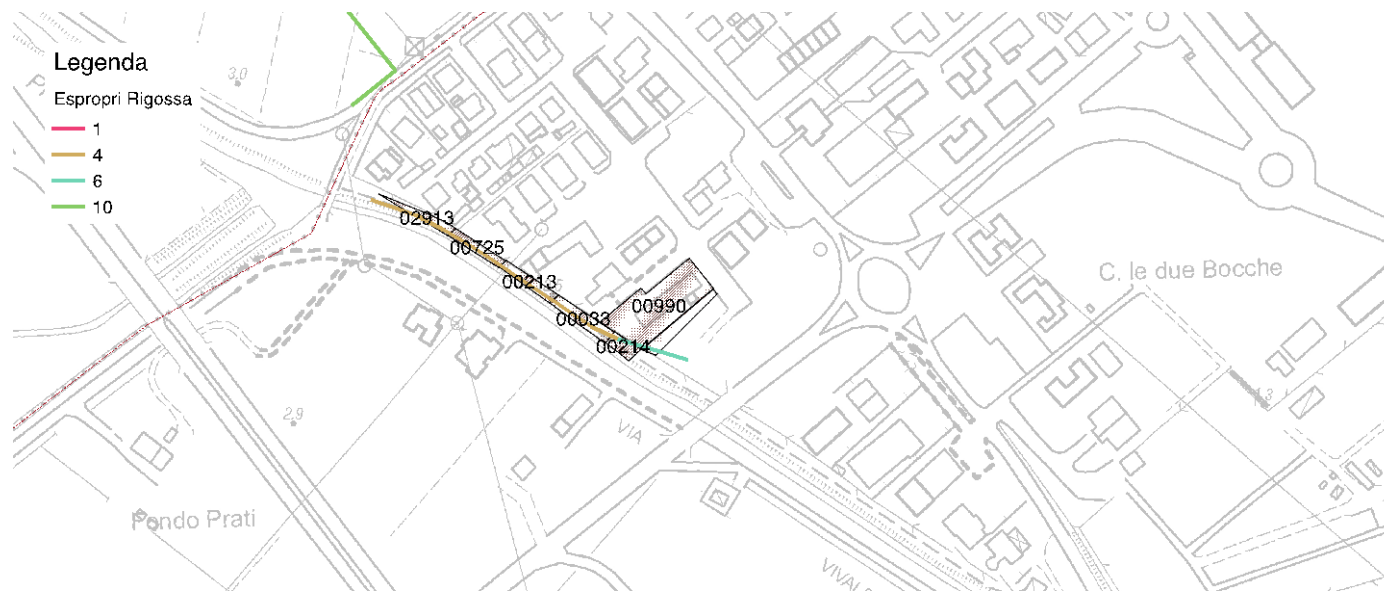 Legenda
Espropri Rigossa
1
4
6
10
3,0
02913
00725
00213
00033
00214
00990
C. le due Bocche
2,9
VIA
Fondo Prati